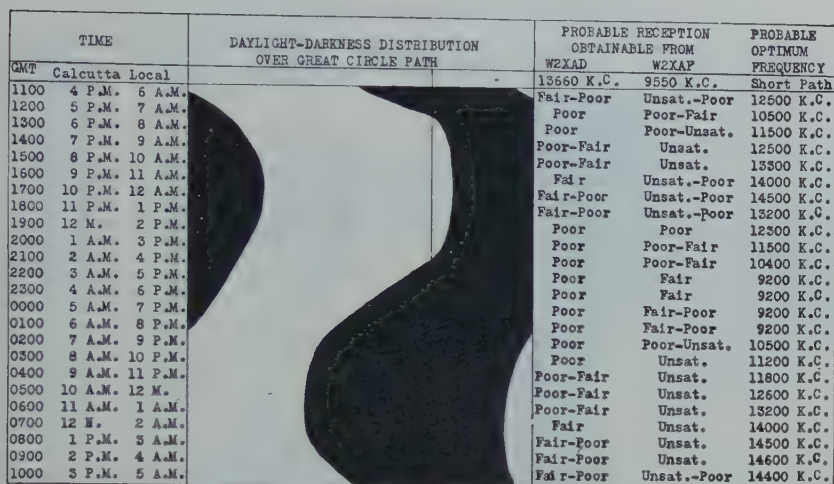 TIME DAYLIGHT-DARKNESS DISTRIBUTION OVER GREAT CIRCLE PATH PROBABLE RECEPTION OBTAINABLE FROM PROBABLE OPTIMUM FREQUENCY
GMT Calcutta Local W2XAD W2XAF
13660 K.C. 9550 K.C. Short Path
1100 4 P.M. 6 A.M. Fair-Poor Unsat.-Poor 12500 K.C.
1200 5 P.M. 7 A.M. Poor Poor-Fair 10500 K.C.
1300 6 P.M. 8 A.M. Poor Poor-Unsat. 11500 K.C.
1400 7 P.M. 9 A.M. Poor-Fair Unsat. 12500 K.C.
1500 8 P.M. 10 A.M. Poor-Fair Unsat. 13300 K.C.
1600 9 P.M. 11 A.M. Fair Unsat.-Poor 14000 K.C.
1700 10 P.M. 12 A.M. Fair-Poor Unsat.-Poor 14500 K.C.
1800 11 P.M. 1 P.M. Fair-Poor Unsat.-Poor 13200 K.C.
1900 12 M. 2 P.M. Poor Poor 12300 K.C.
2000 1 A.M. 3 P.M. Poor Poor-Fair 11500 K.C.
2100 2 A.M. 4 P.M. Poor Poor-Fair 10400 K.C.
2200 3 A.M. 5 P.M. Poor Fair 9200 K.C.
2300 4 A.M. 6 P.M. Poor Fair 9200 K.C.
0000 5 A.M. 7 P.M. Poor Fair-Poor 9200 K.C.
0100 6 A.M. 8 P.M. Poor Fair-Poor 9200 K.C.
0200 7 A.M. 9 P.M. Poor Poor-Unsat. 10500 K.C.
0300 8 A.M. 10 P.M. Poor Unsat. 11200 K.C.
0400 9 A.M. 11 P.M. Poor-Fair Unsat. 11800 K.C.
0500 10 A.M. 12 M. Poor-Fair Unsat. 12600 K.C.
0600 11 A.M. 1 A.M. Poor-Fair Unsat. 13200 K.C.
0700 12 2 A.M. Fair Unsat. 14000 K.C.
0800 1 P.M. 3 A.M. Fair-Poor Unsat. 14500 K.C.
0900 2 P.M. 4 A.M. Fair-Poor Unsat. 14600 K.C.
1000 3 P.M. 5 A.M. Fair-Poor Unsat.-Poor 14400 K.C.